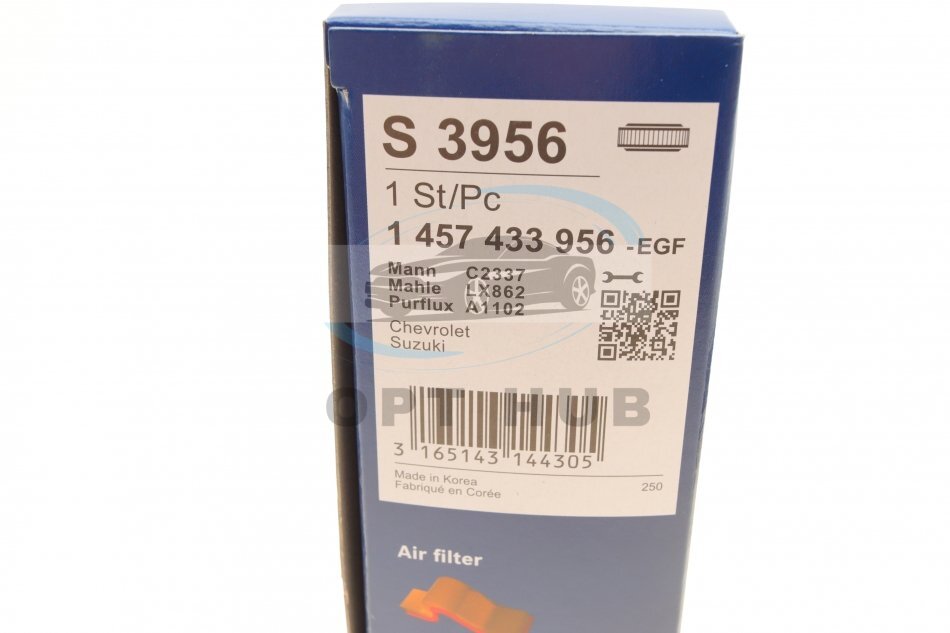 S 3956
1 St/Pc
1 457 433 956 -EGF
Mann C2337
Mahle LX862
Purflux A1102
Chevrolet
Suzuki
OPT HUB
3 165143 144305
Made in Korea
Fabriqué en Corée
250
Air filter